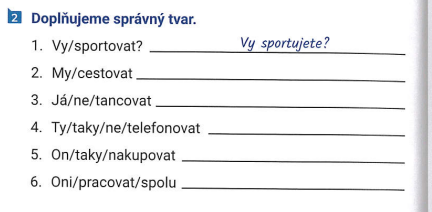 2 Doplňujeme správný tvar.
1. Vy/sportovat? Vy sportujete?
2. My/cestovat
3. Já/ne/tancovat
4. Ty/taky/ne/telefonovat
5. On/taky/nakupovat
6. Oni/pracovat/spolu